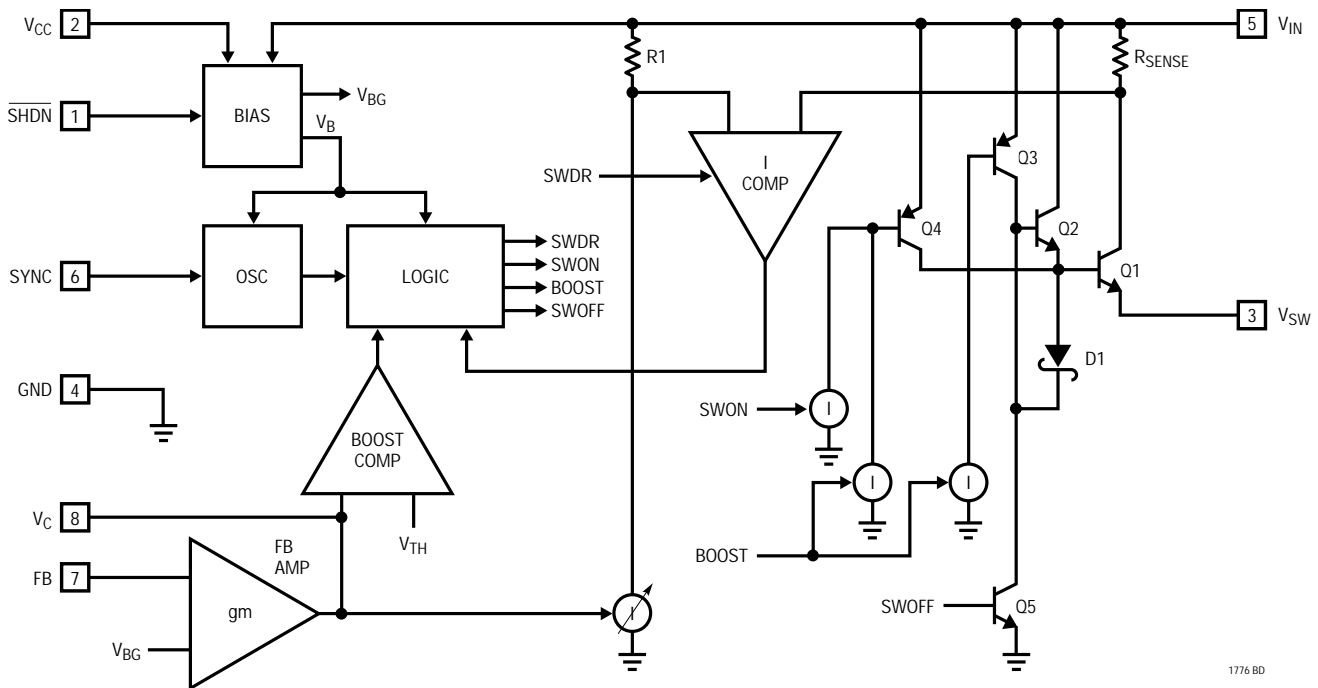 VCC 2
5 VIN
R1
RSENSE
SHDN 1
BIAS
VBG
VB
I
COMP
Q3
SWDR
Q4
Q2
SYNC 6
OSC
LOGIC
SWDR
SWON
BOOST
SWOFF
Q1
3 VSW
D1
GND 4
SWON
I
BOOST
COMP
I
I
VC 8
VTH
FB
AMP
BOOST
FB 7
gm
I
SWOFF
Q5
VBG
1776 BD